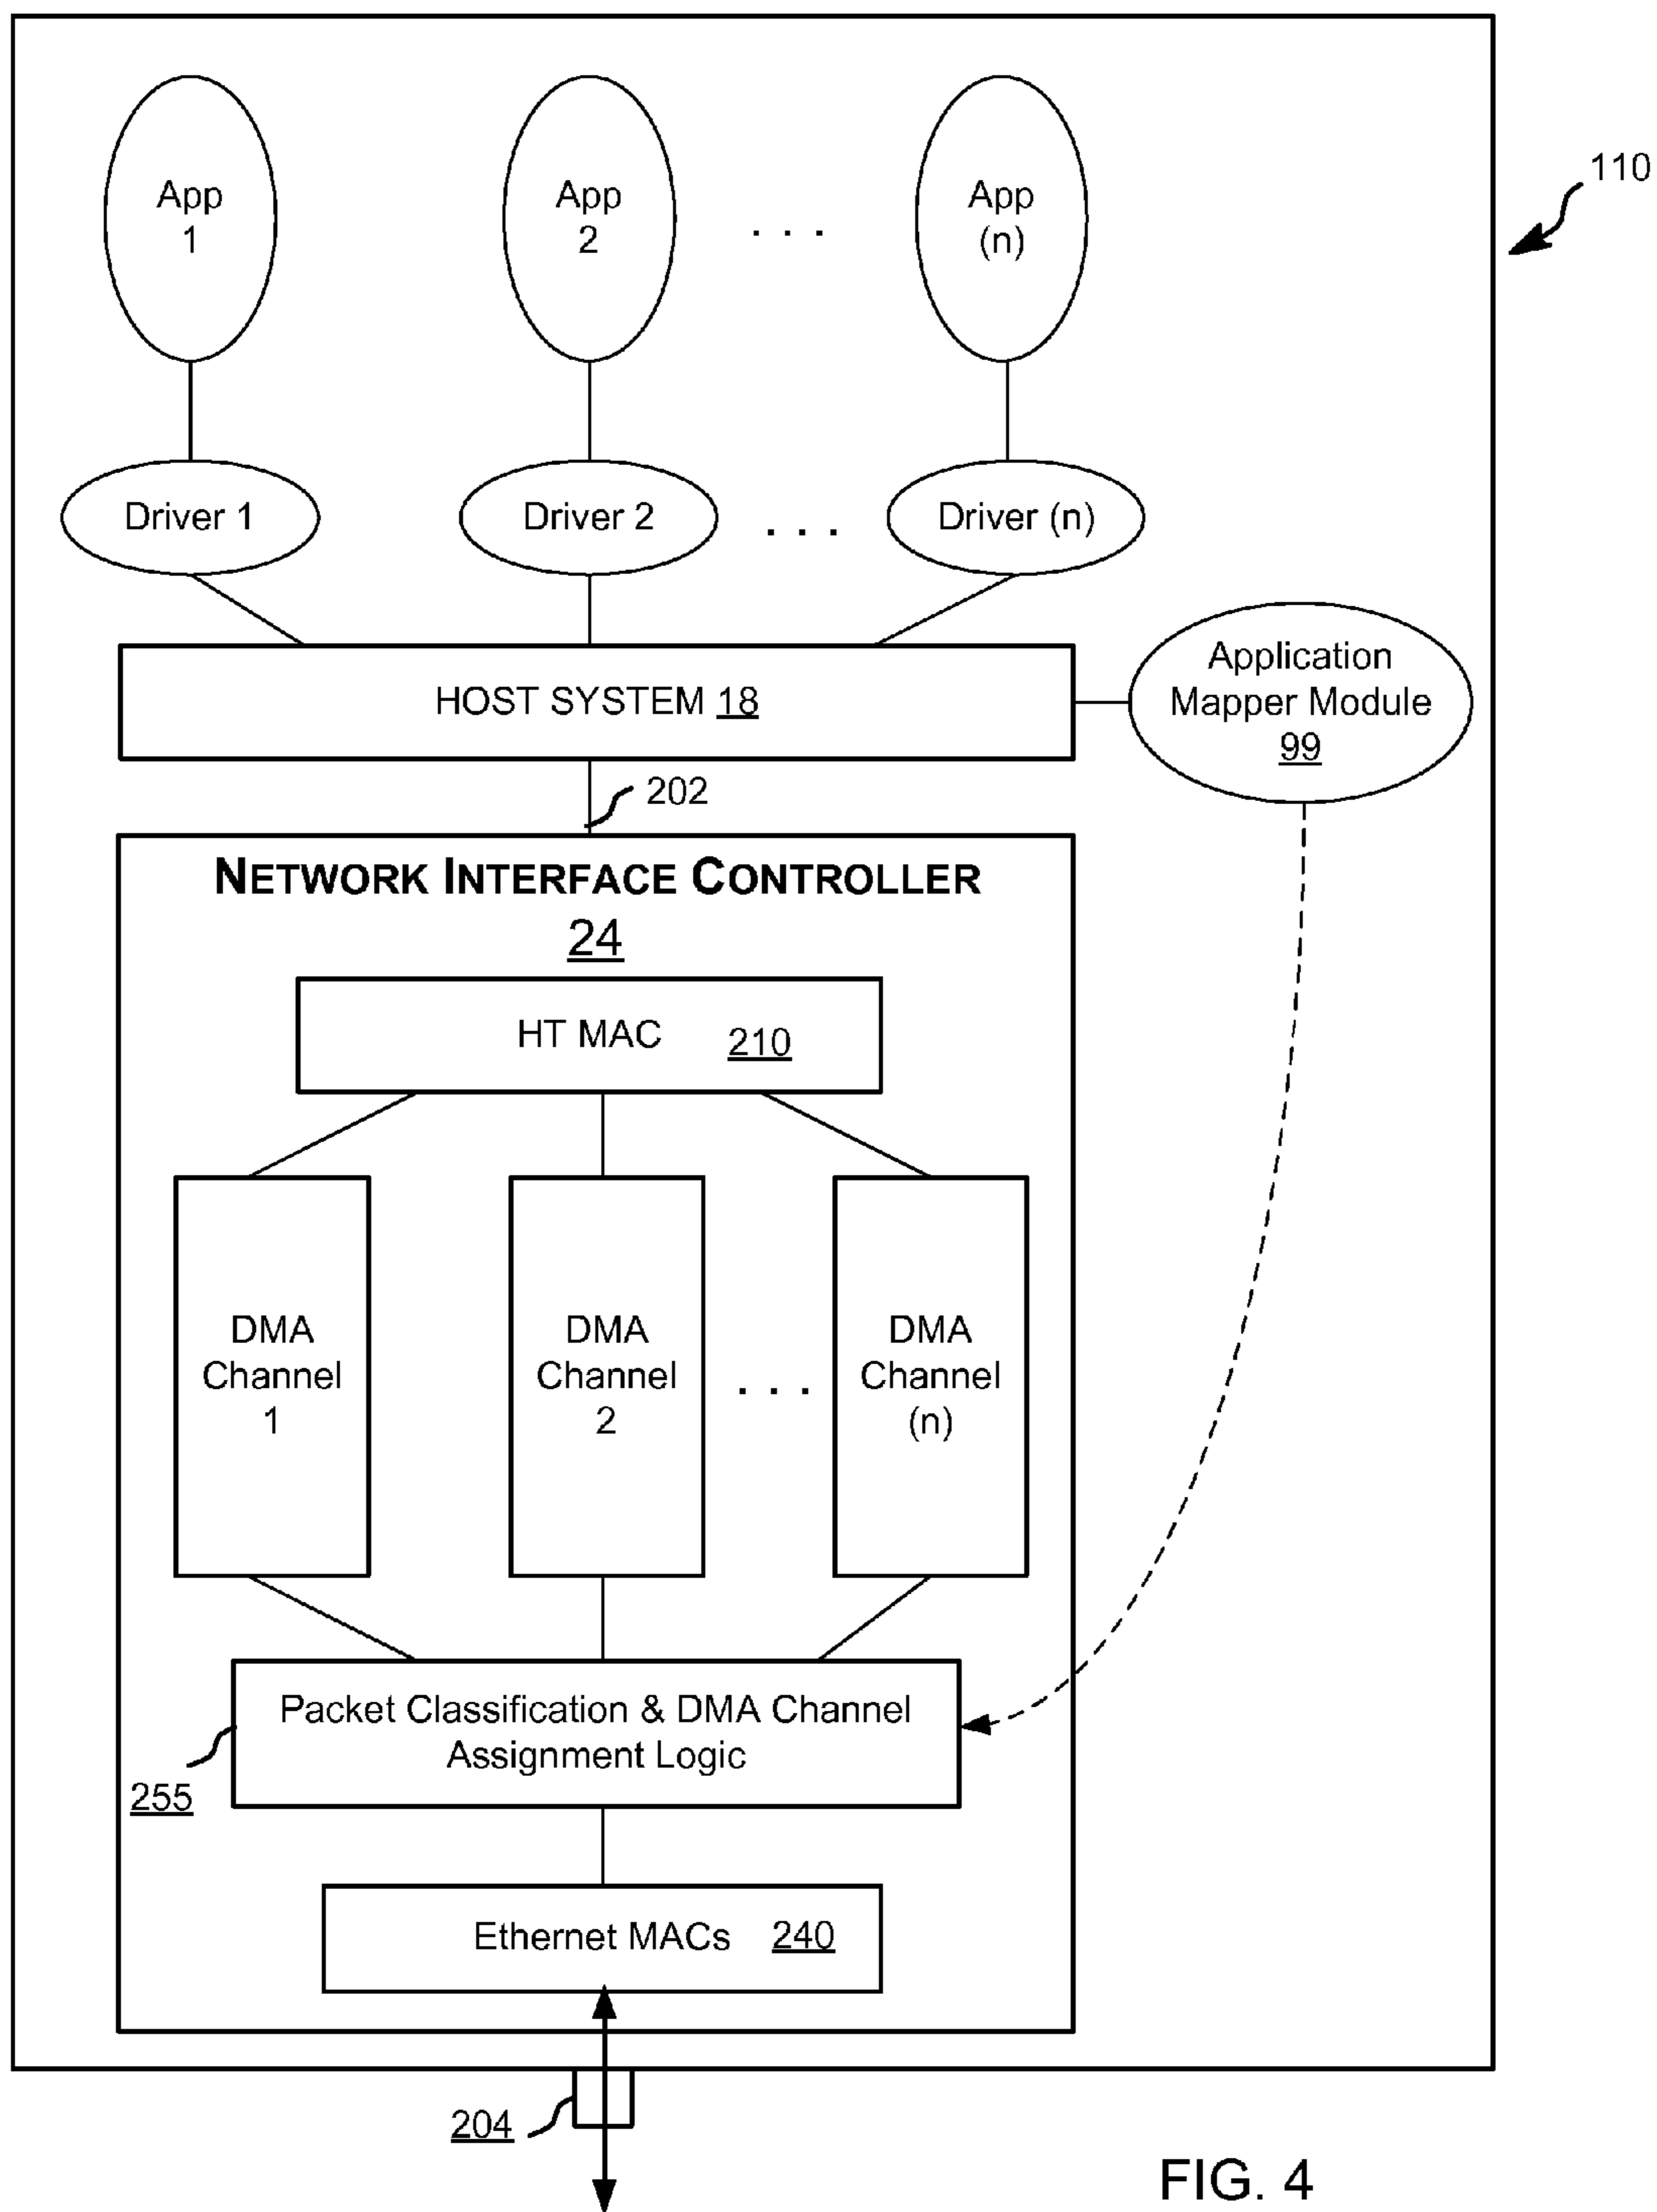 110
App
1
App
2
. . .
App
(n)
Driver 1
Driver 2
. . .
Driver (n)
HOST SYSTEM 18
Application
Mapper Module
99
202
NETWORK INTERFACE CONTROLLER
24
HT MAC 210
DMA
Channel
1
DMA
Channel
2
. . .
DMA
Channel
(n)
Packet Classification & DMA Channel
Assignment Logic
255
Ethernet MACs 240
204
FIG. 4